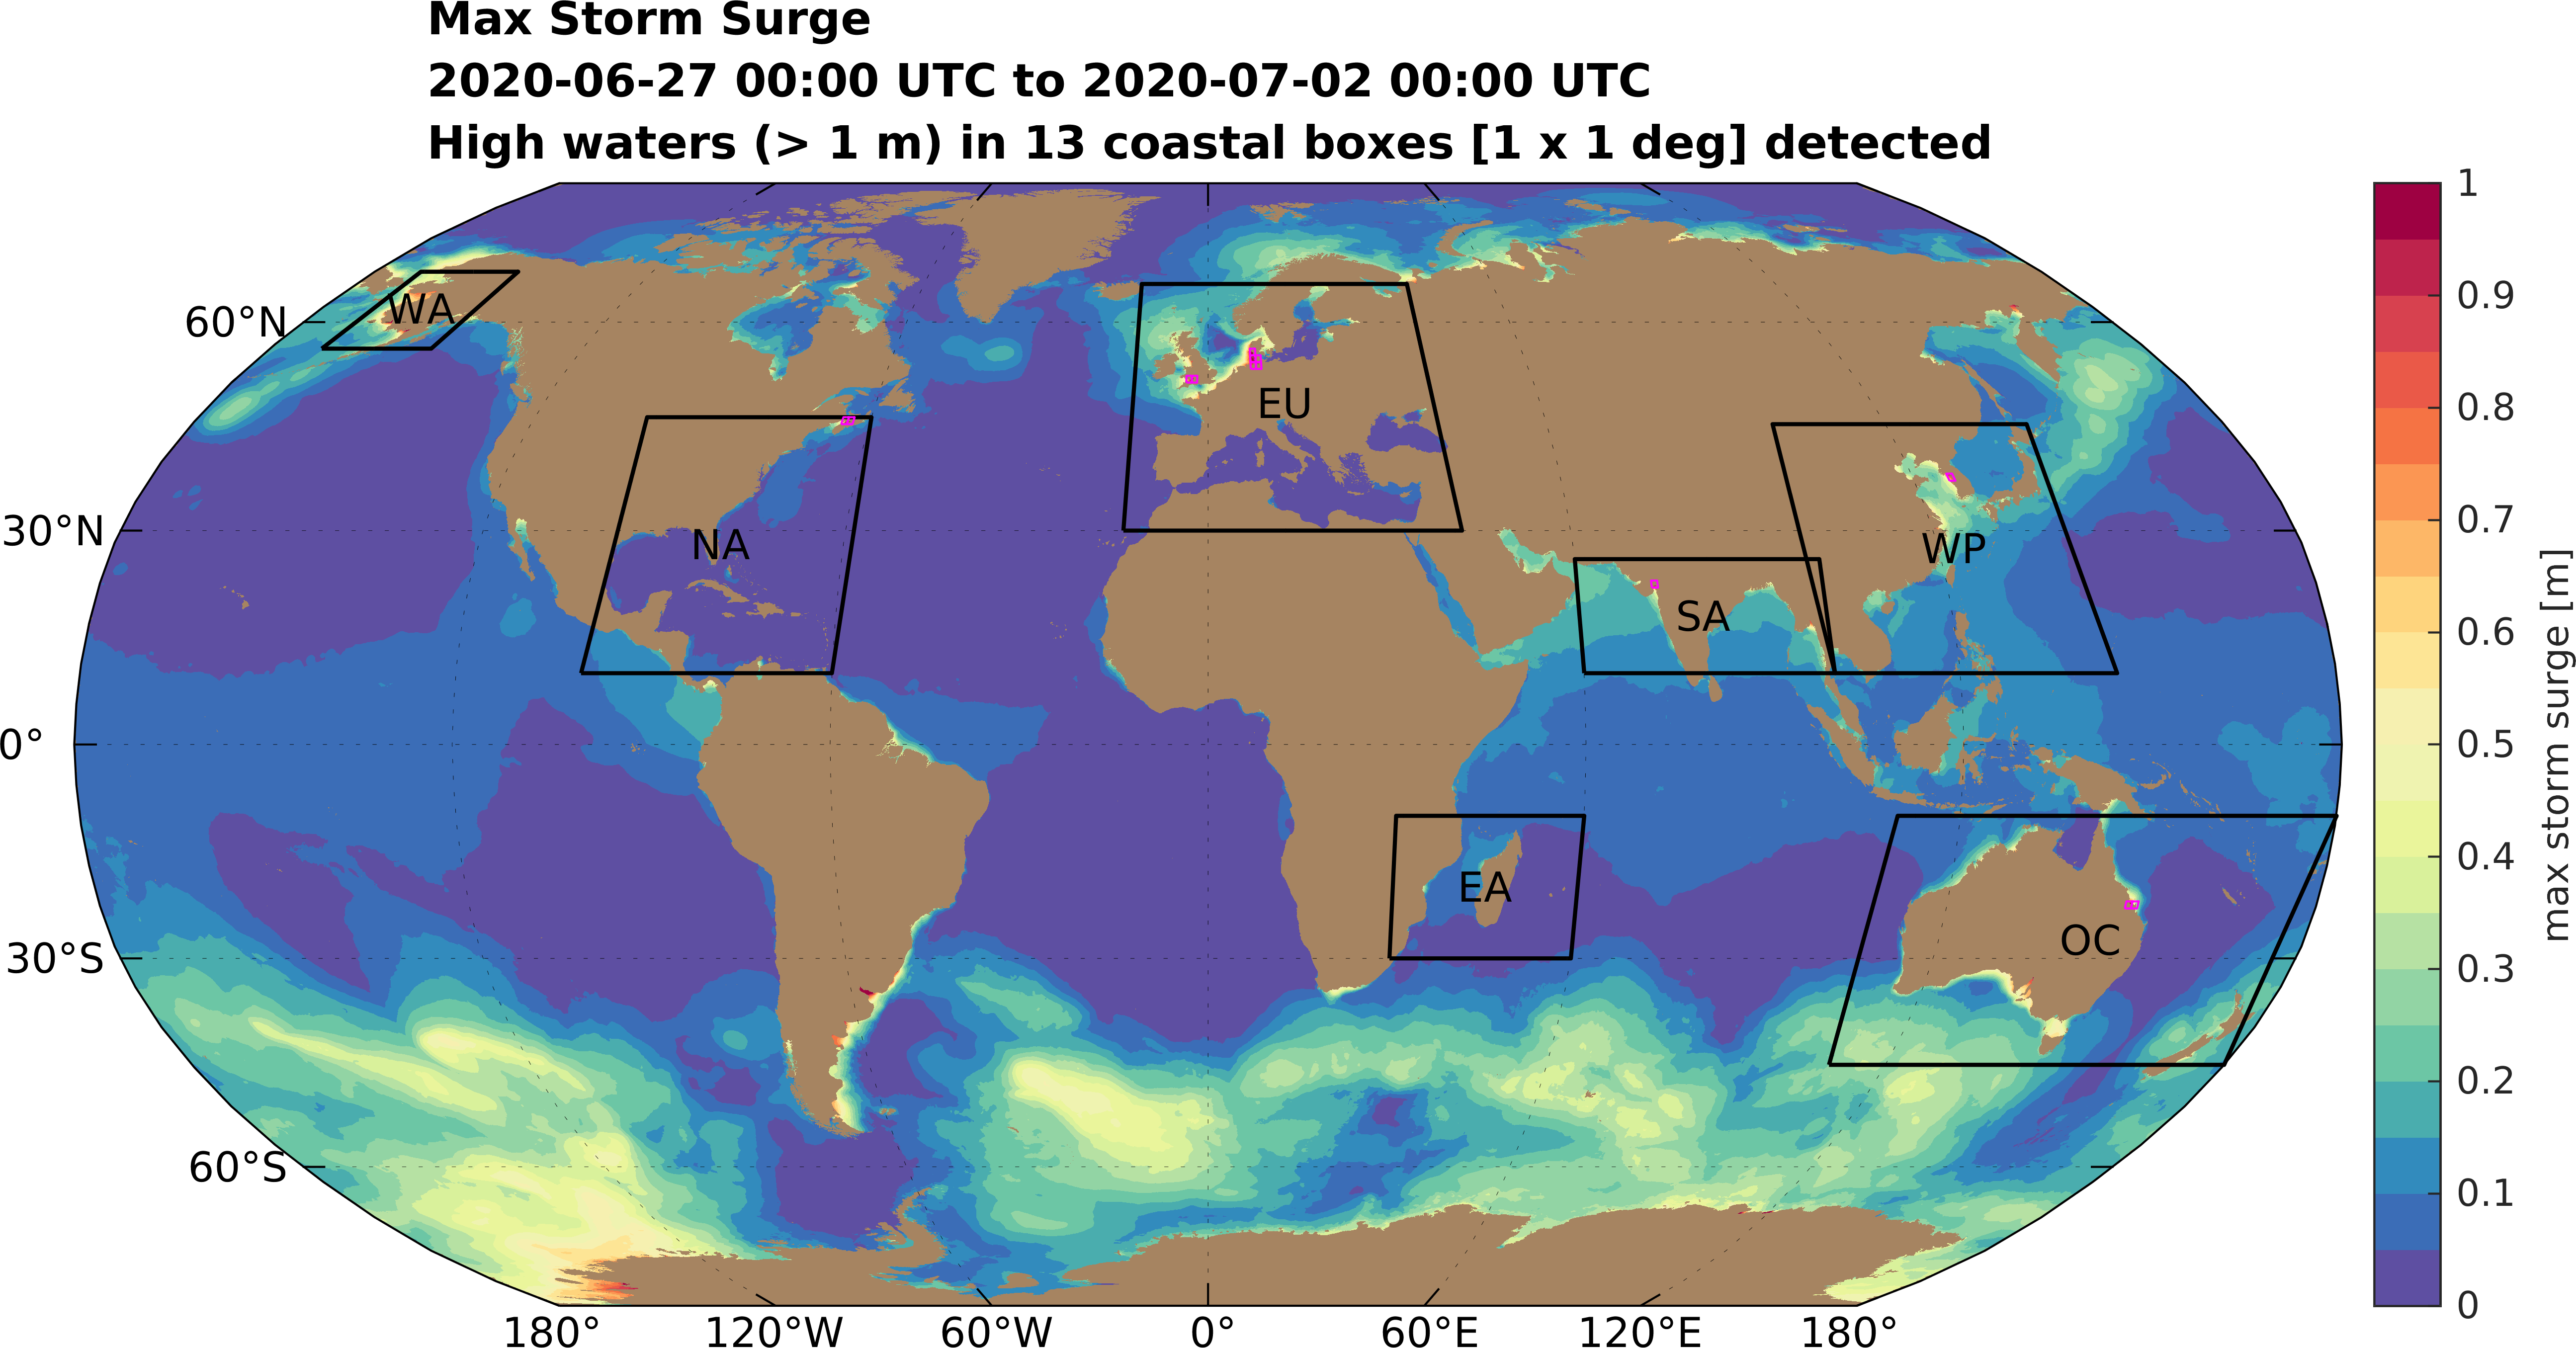 Max Storm Surge
2020-06-27 00:00 UTC to 2020-07-02 00:00 UTC
High waters (> 1 m) in 13 coastal boxes [1 x 1 deg] detected
60°N
30°N
0°
30°S
60°S
180°
120°W
60°W
0°
60°E
120°E
180°
WA
NA
EU
WP
SA
EA
OC
1
0.9
0.8
0.7
0.6
0.5
0.4
0.3
0.2
0.1
0
max storm surge [m]